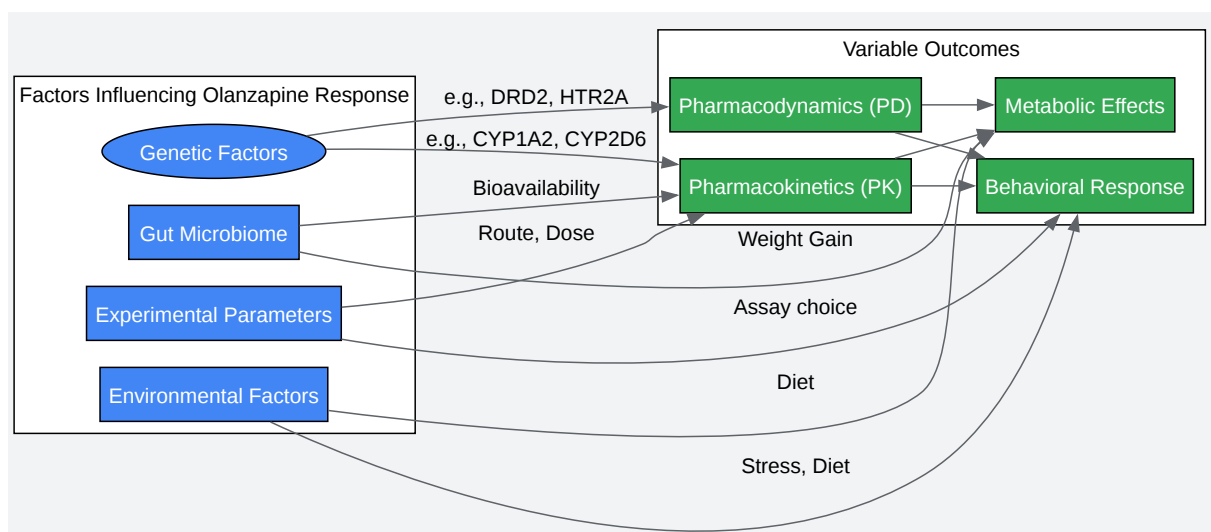 Variable Outcomes
Factors Influencing Olanzapine Response
e.g., DRD2, HTR2A
Pharmacodynamics (PD)
Metabolic Effects
Genetic Factors
e.g., CYP1A2, CYP2D6
Bioavailability
Pharmacokinetics (PK)
Behavioral Response
Gut Microbiome
Route, Dose
Weight Gain
Experimental Parameters
Assay choice
Environmental Factors
Diet
Stress, Diet